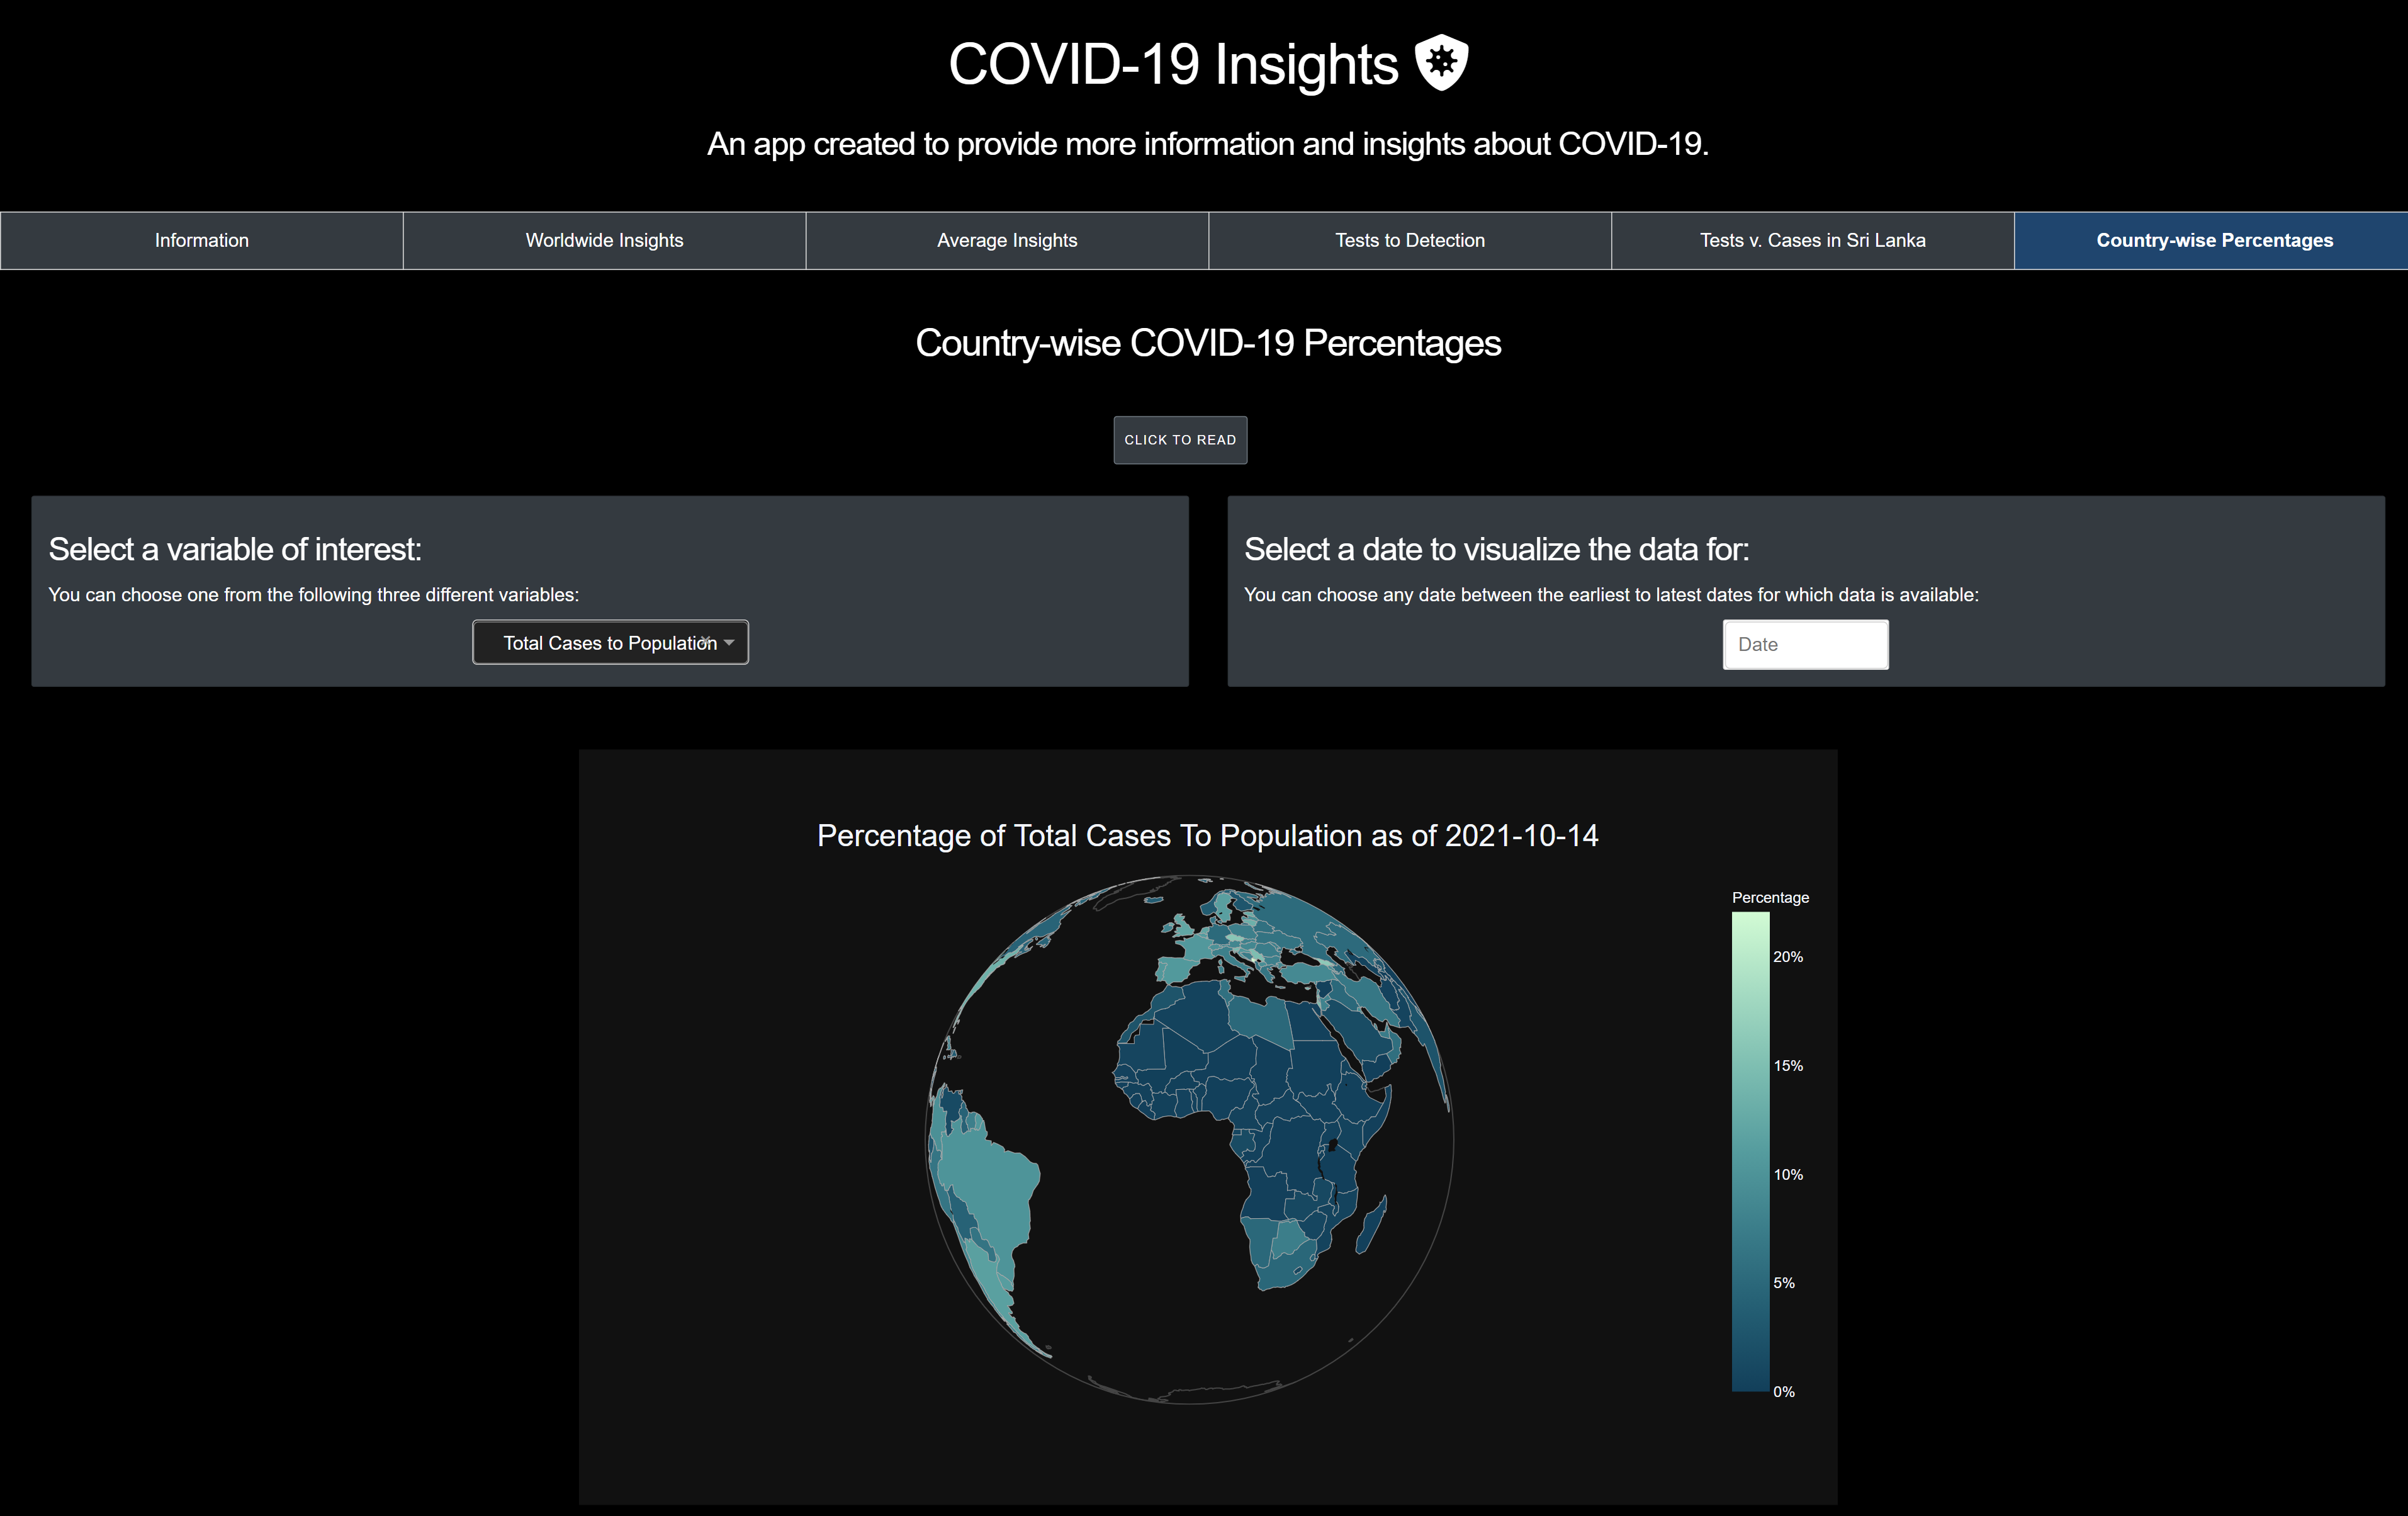 COVID-19 Insights
An app created to provide more information and insights about COVID-19.
Information
Worldwide Insights
Average Insights
Tests to Detection
Tests v. Cases in Sri Lanka
Country-wise Percentages
Country-wise COVID-19 Percentages
CLICK TO READ
Select a variable of interest:
You can choose one from the following three different variables:
Total Cases to Population
Select a date to visualize the data for:
You can choose any date between the earliest to latest dates for which data is available:
Date
Percentage of Total Cases To Population as of 2021-10-14
Percentage
20%
15%
10%
5%
0%